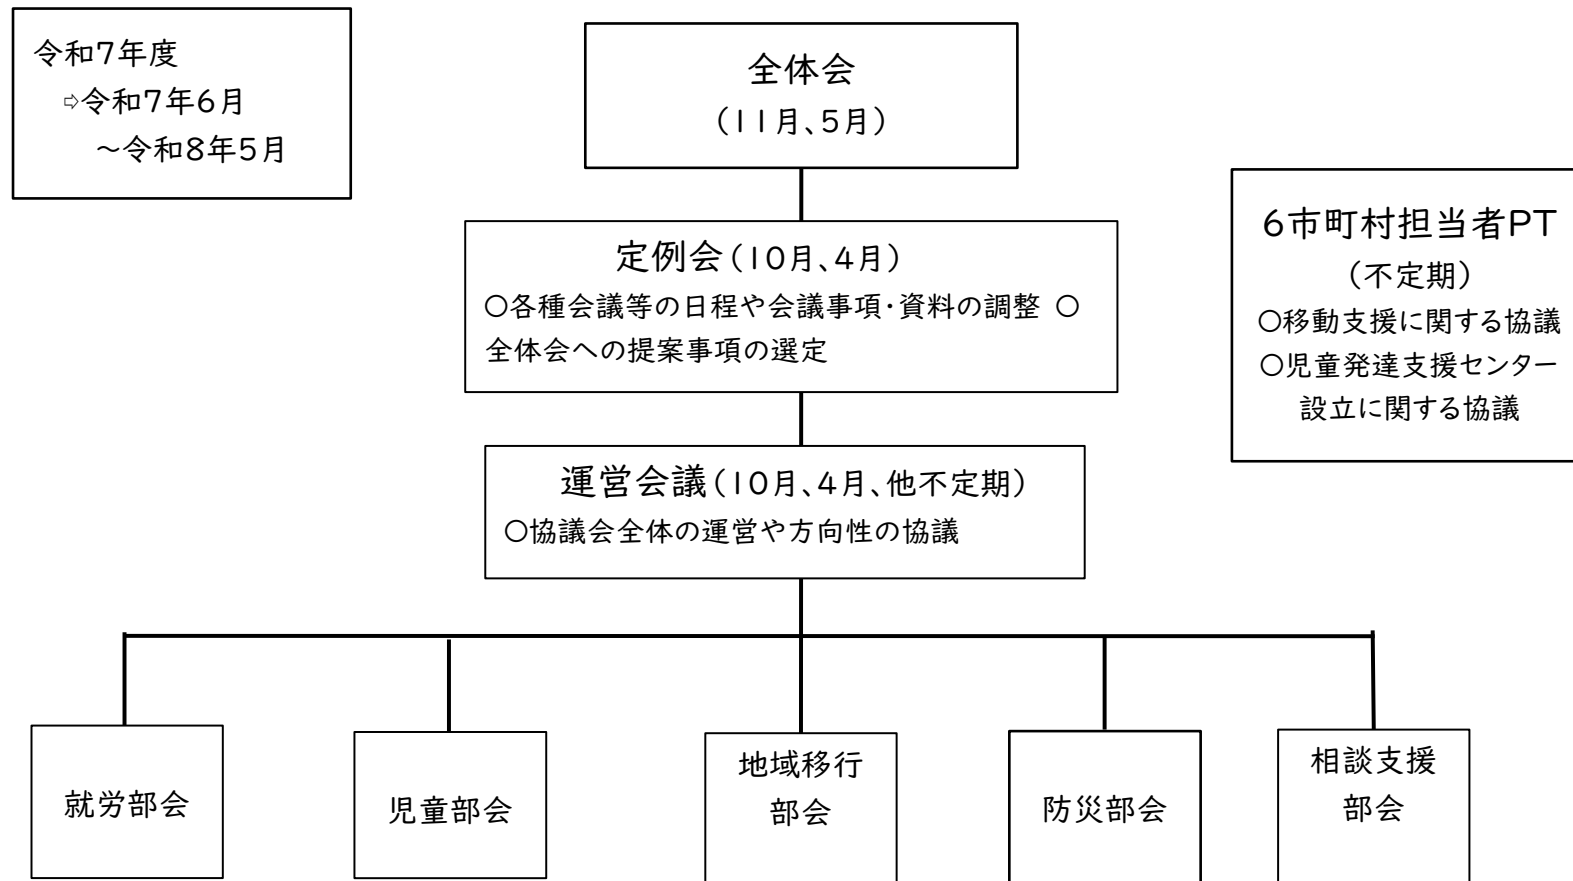 令和7年度
⇨令和7年6月
～令和8年5月
全体会
(11月、5月)
定例会(10月、4月)
○各種会議等の日程や会議事項・資料の調整 ○
全体会への提案事項の選定
6市町村担当者PT
(不定期)
○移動支援に関する協議
○児童発達支援センター
設立に関する協議
運営会議(10月、4月、他不定期)
○協議会全体の運営や方向性の協議
就労部会
児童部会
地域移行
部会
防災部会
相談支援
部会